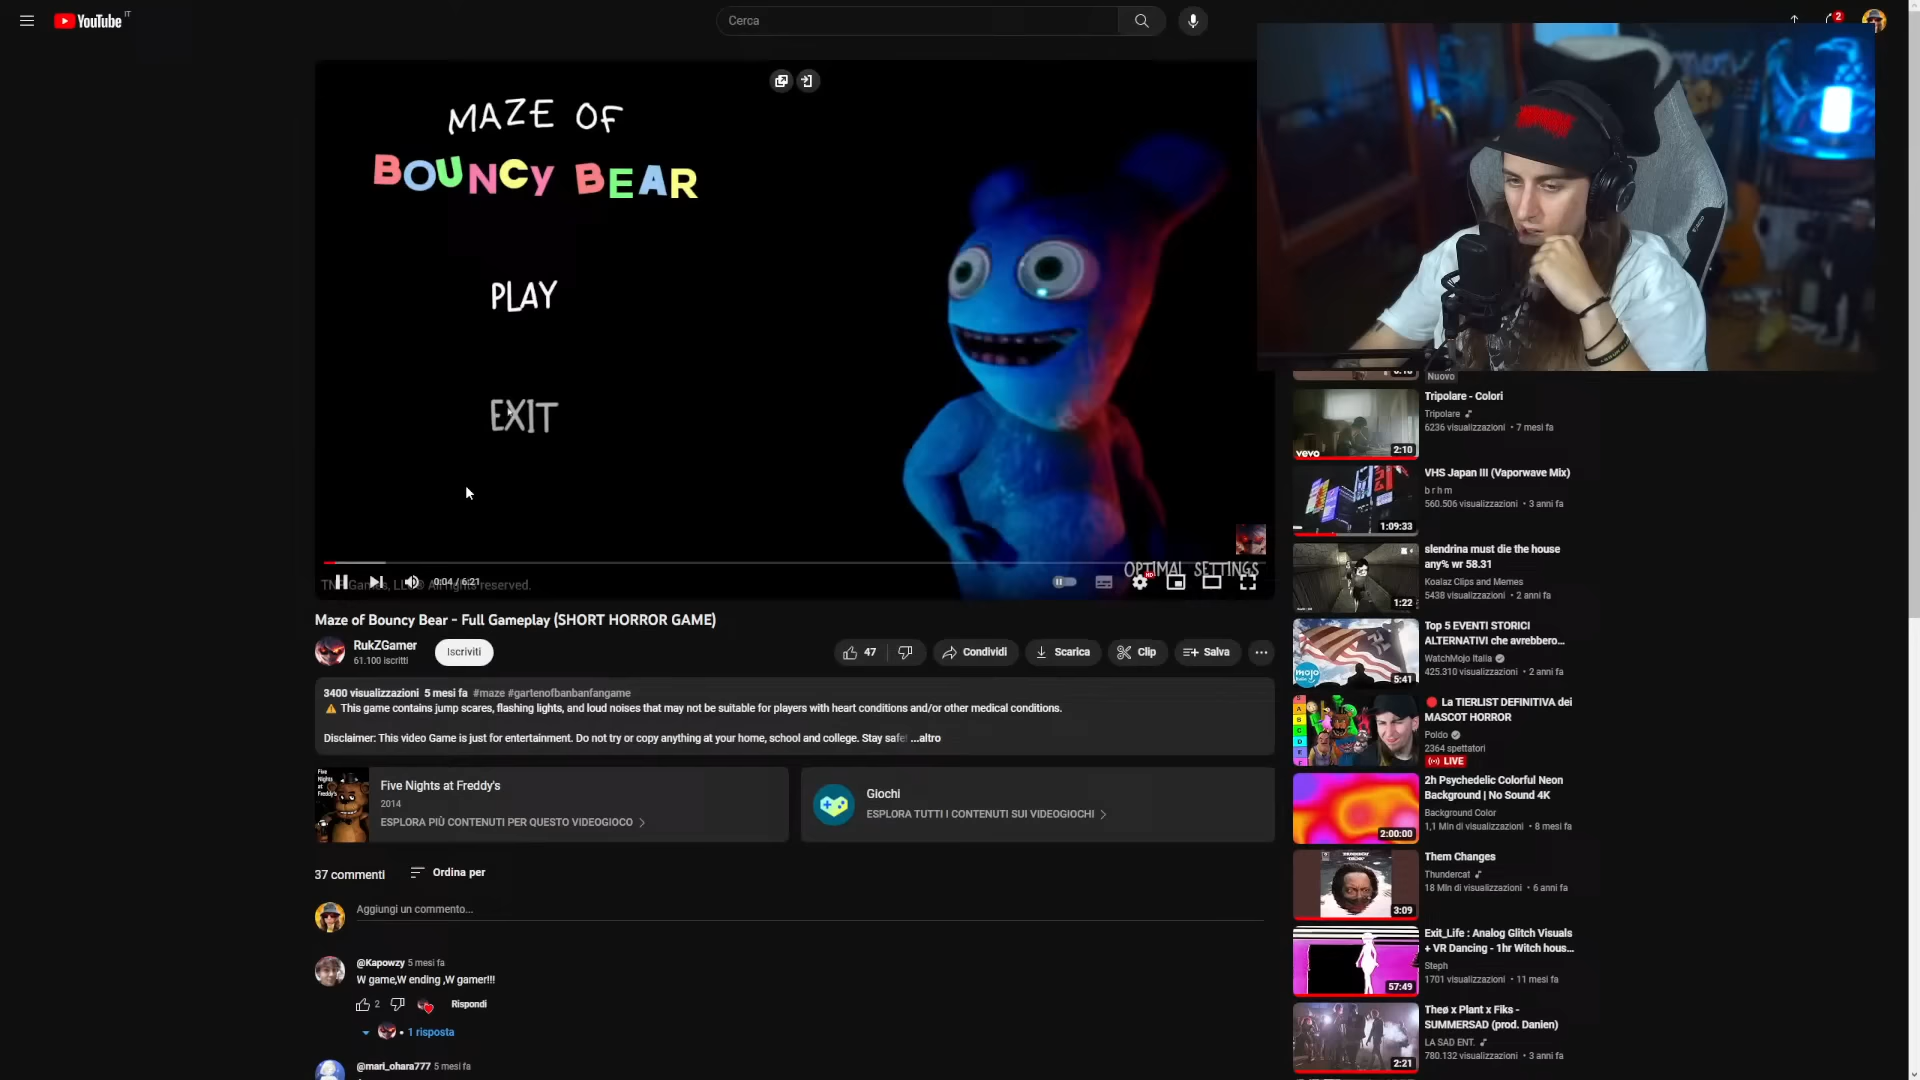 YouTube IT
Cerca
2
MAZE OF
BOUNCY BEAR
PLAY
EXIT
OPTIMAL SETTINGS
0:04 / 6:21
Maze of Bouncy Bear - Full Gameplay (SHORT HORROR GAME)
RukZGamer
61.100 iscritti
Iscriviti
47
Condividi
Scarica
Clip
Salva
3400 visualizzazioni 5 mesi fa #maze #gartenofbanbanfangame
⚠ This game contains jump scares, flashing lights, and loud noises that may not be suitable for players with heart conditions and/or other medical conditions.
Disclaimer: This video Game is just for entertainment. Do not try or copy anything at your home, school and college. Stay safe ...altro
Five Nights at Freddy's
2014
ESPLORA PIÙ CONTENUTI PER QUESTO VIDEOGIOCO
Giochi
ESPLORA TUTTI I CONTENUTI SUI VIDEOGIOCHI
37 commenti
Ordina per
Aggiungi un commento...
@Kapowzy 5 mesi fa
W game,W ending ,W gamer!!!
2
Rispondi
• 1 risposta
@mari_ohara777 5 mesi fa
Nuovo
Tripolare - Colori
Tripolare
6236 visualizzazioni • 7 mesi fa
vevo
2:10
VHS Japan III (Vaporwave Mix)
b r h m
560.506 visualizzazioni • 3 anni fa
1:09:33
slendrina must die the house
any% wr 58.31
Koalaz Clips and Memes
5438 visualizzazioni • 2 anni fa
1:22
Top 5 EVENTI STORICI
ALTERNATIVI che avrebbero...
WatchMojo Italia
425.310 visualizzazioni • 2 anni fa
mojo
5:41
La TIERLIST DEFINITIVA dei
MASCOT HORROR
Poldo
2364 spettatori
LIVE
2h Psychedelic Colorful Neon
Background | No Sound 4K
Background Color
1,1 Mln di visualizzazioni • 8 mesi fa
2:00:00
Them Changes
Thundercat
18 Mln di visualizzazioni • 6 anni fa
3:09
Exit_Life : Analog Glitch Visuals
+ VR Dancing - 1hr Witch hous...
Steph
1701 visualizzazioni • 11 mesi fa
57:49
Theø x Plant x Fiks -
SUMMERSAD (prod. Danien)
LA SAD ENT.
780.132 visualizzazioni • 3 anni fa
2:21